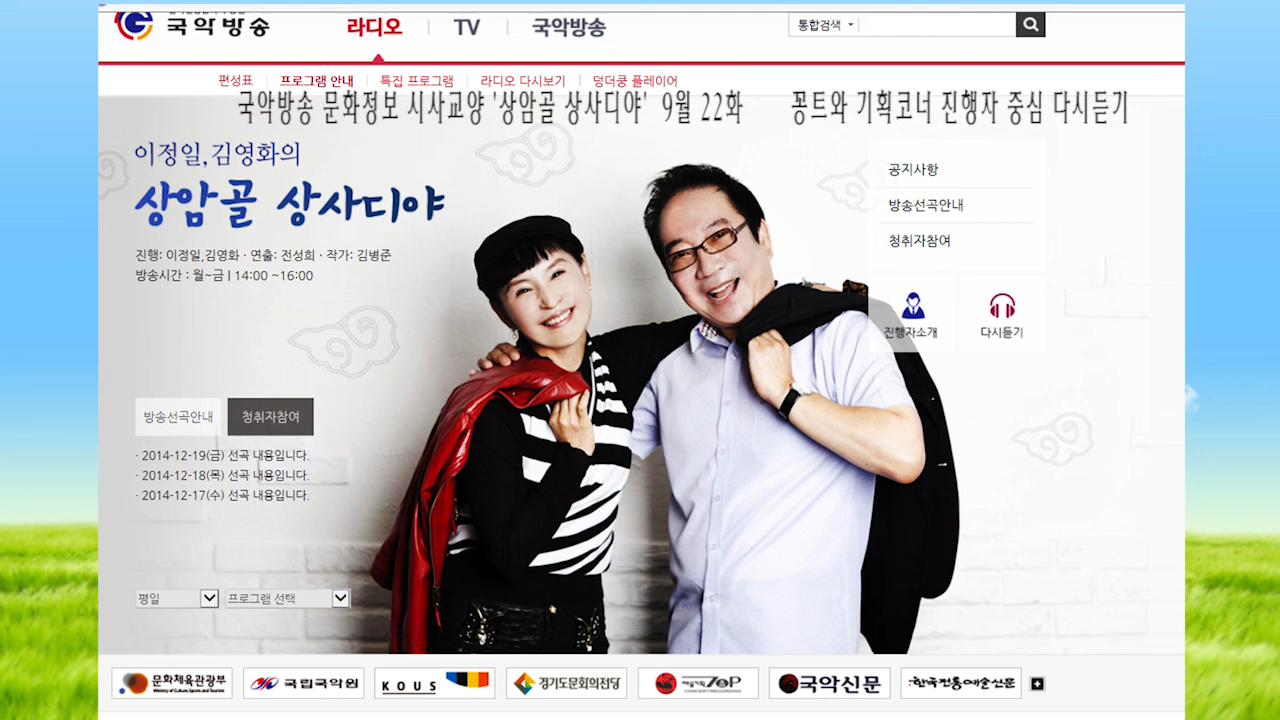 국악방송
라디오 TV 국악방송
통합검색
편성표 프로그램 안내 특집 프로그램 라디오 다시보기 덩더쿵 플레이어
국악방송 문화정보 시사교양 '상암골 상사디야' 9월 22화 꽁트와 기획코너 진행자 중심 다시듣기
이정일,김영화의
상암골 상사디야
진행: 이정일,김영화 · 연출: 전성희 · 작가: 김병준
방송시간 : 월~금 | 14:00 ~16:00
공지사항
방송선곡안내
청취자참여
진행자소개 다시듣기
방송선곡안내 청취자참여
· 2014-12-19(금) 선곡 내용입니다.
· 2014-12-18(목) 선곡 내용입니다.
· 2014-12-17(수) 선곡 내용입니다.
평일 프로그램 선택
문화체육관광부 국립국악원 KOUS 경기도문화의전당 TOP 국악신문 한국전통예술신문
Ministry of Culture, Sports and Tourism